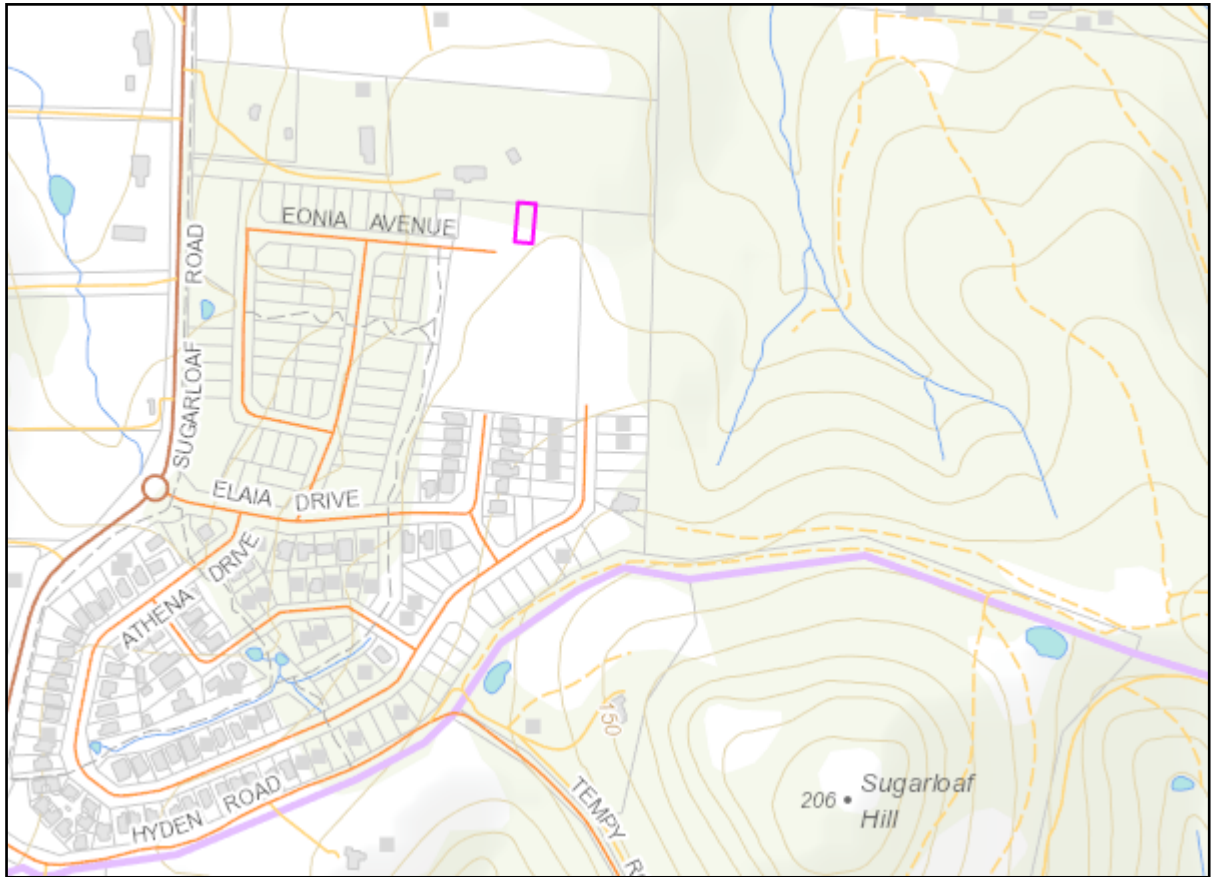 EONIA AVENUE
SUGARLOAF ROAD
ELAIA DRIVE
ATHENA DRIVE
150
206
Sugarloaf
Hill
TEMPY R
HYDEN ROAD